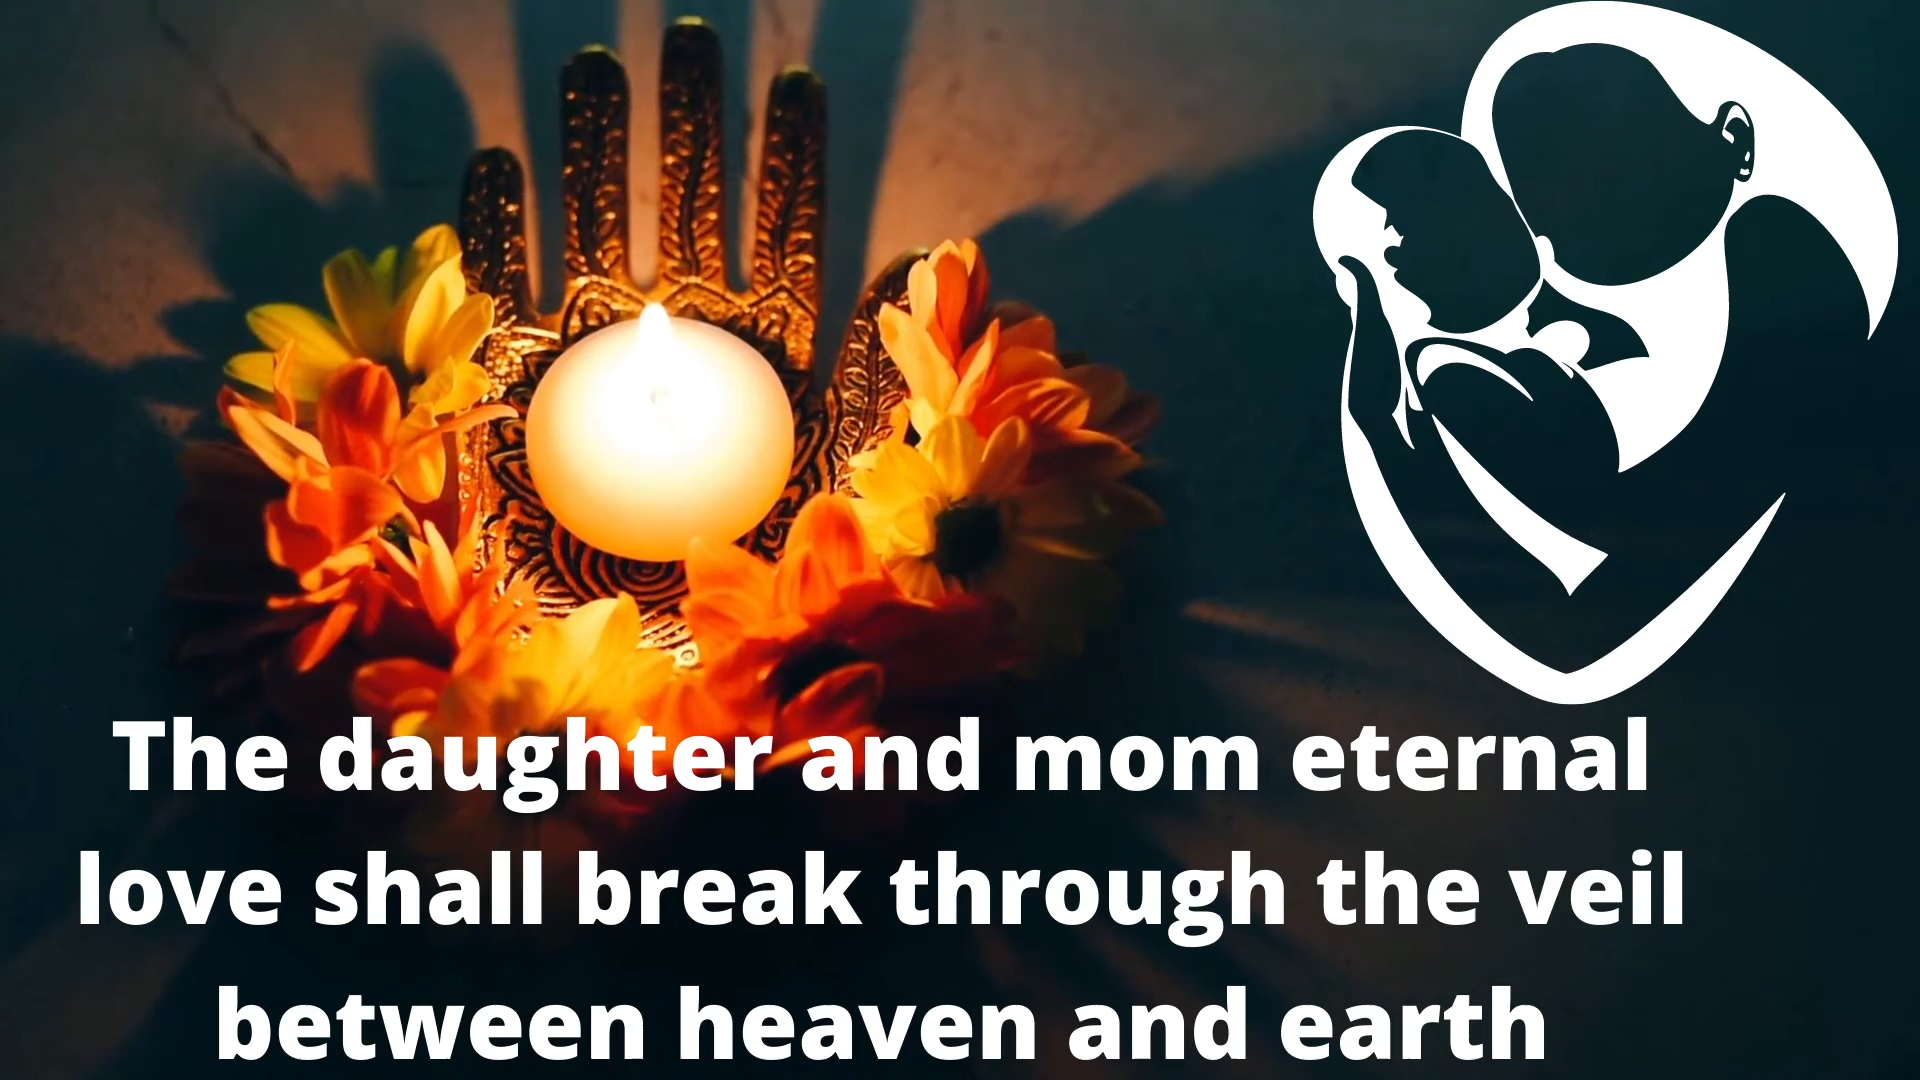 The daughter and mom eternal
love shall break through the veil
between heaven and earth